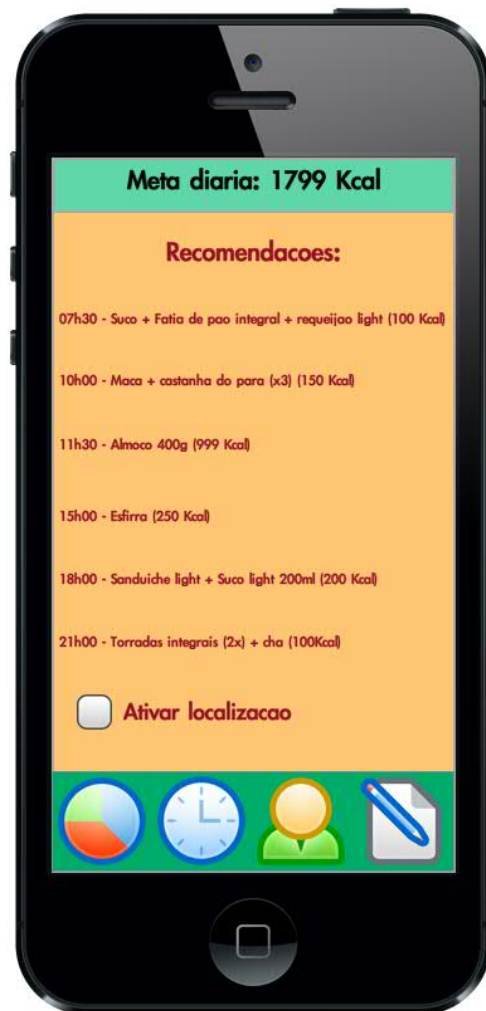 Meta diaria: 1799 Kcal
Recomendacoes:
07h30 - Suco + Fatia de pao integral + requeijao light (100 Kcal)
10h00 - Maca + castanha do para (x3) (150 Kcal)
11h30 - Almoco 400g (999 Kcal)
15h00 - Esfirra (250 Kcal)
18h00 - Sanduiche light + Suco light 200ml (200 Kcal)
21h00 - Torradas integrais (2x) + cha (100Kcal)
Ativar localizacao